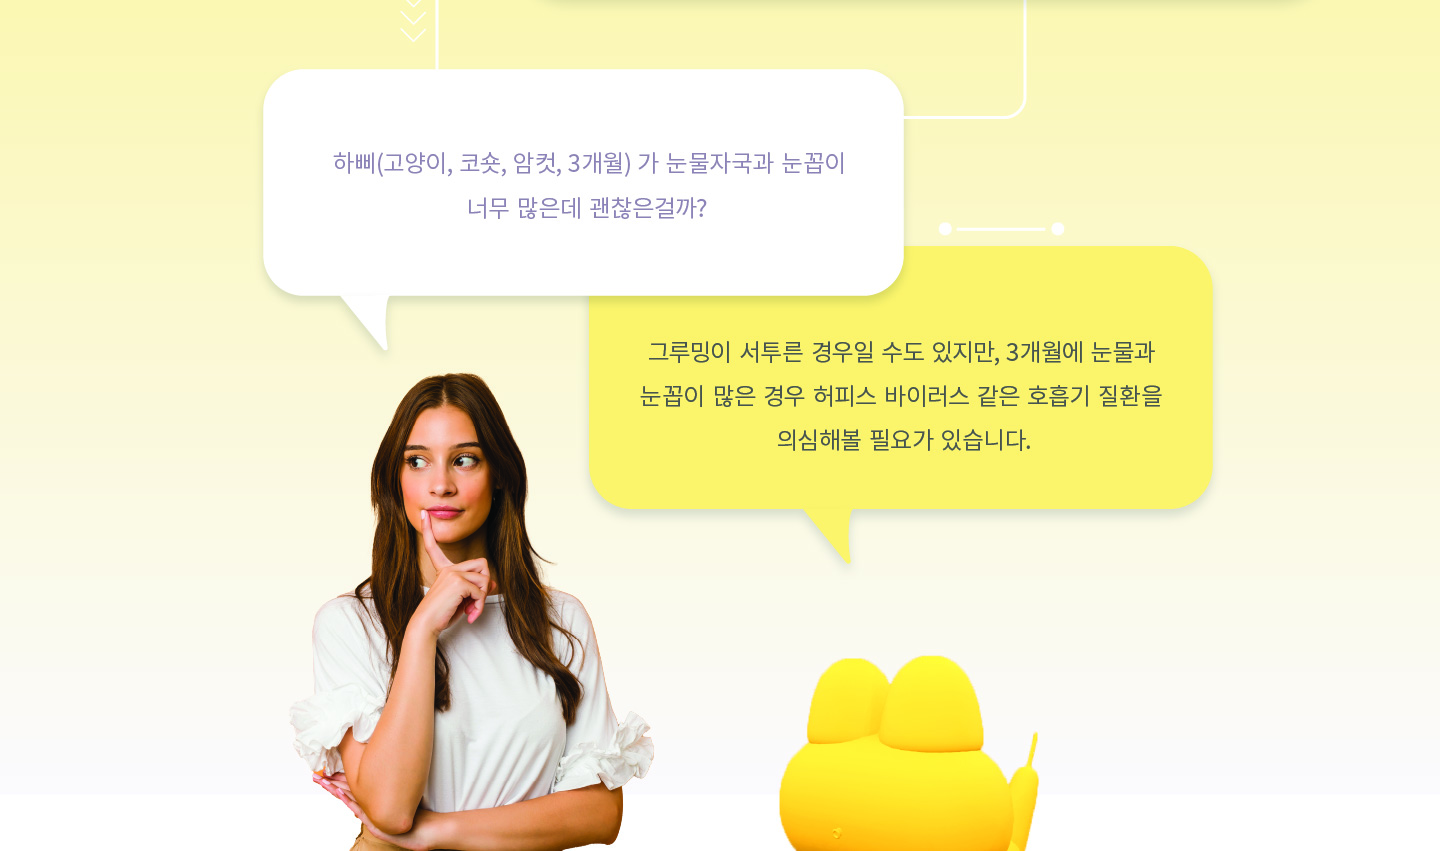 하삐(고양이, 코숏, 암컷, 3개월) 가 눈물자국과 눈꼽이
너무 많은데 괜찮은걸까?
그루밍이 서투른 경우일 수도 있지만, 3개월에 눈물과
눈꼽이 많은 경우 허피스 바이러스 같은 호흡기 질환을
의심해볼 필요가 있습니다.